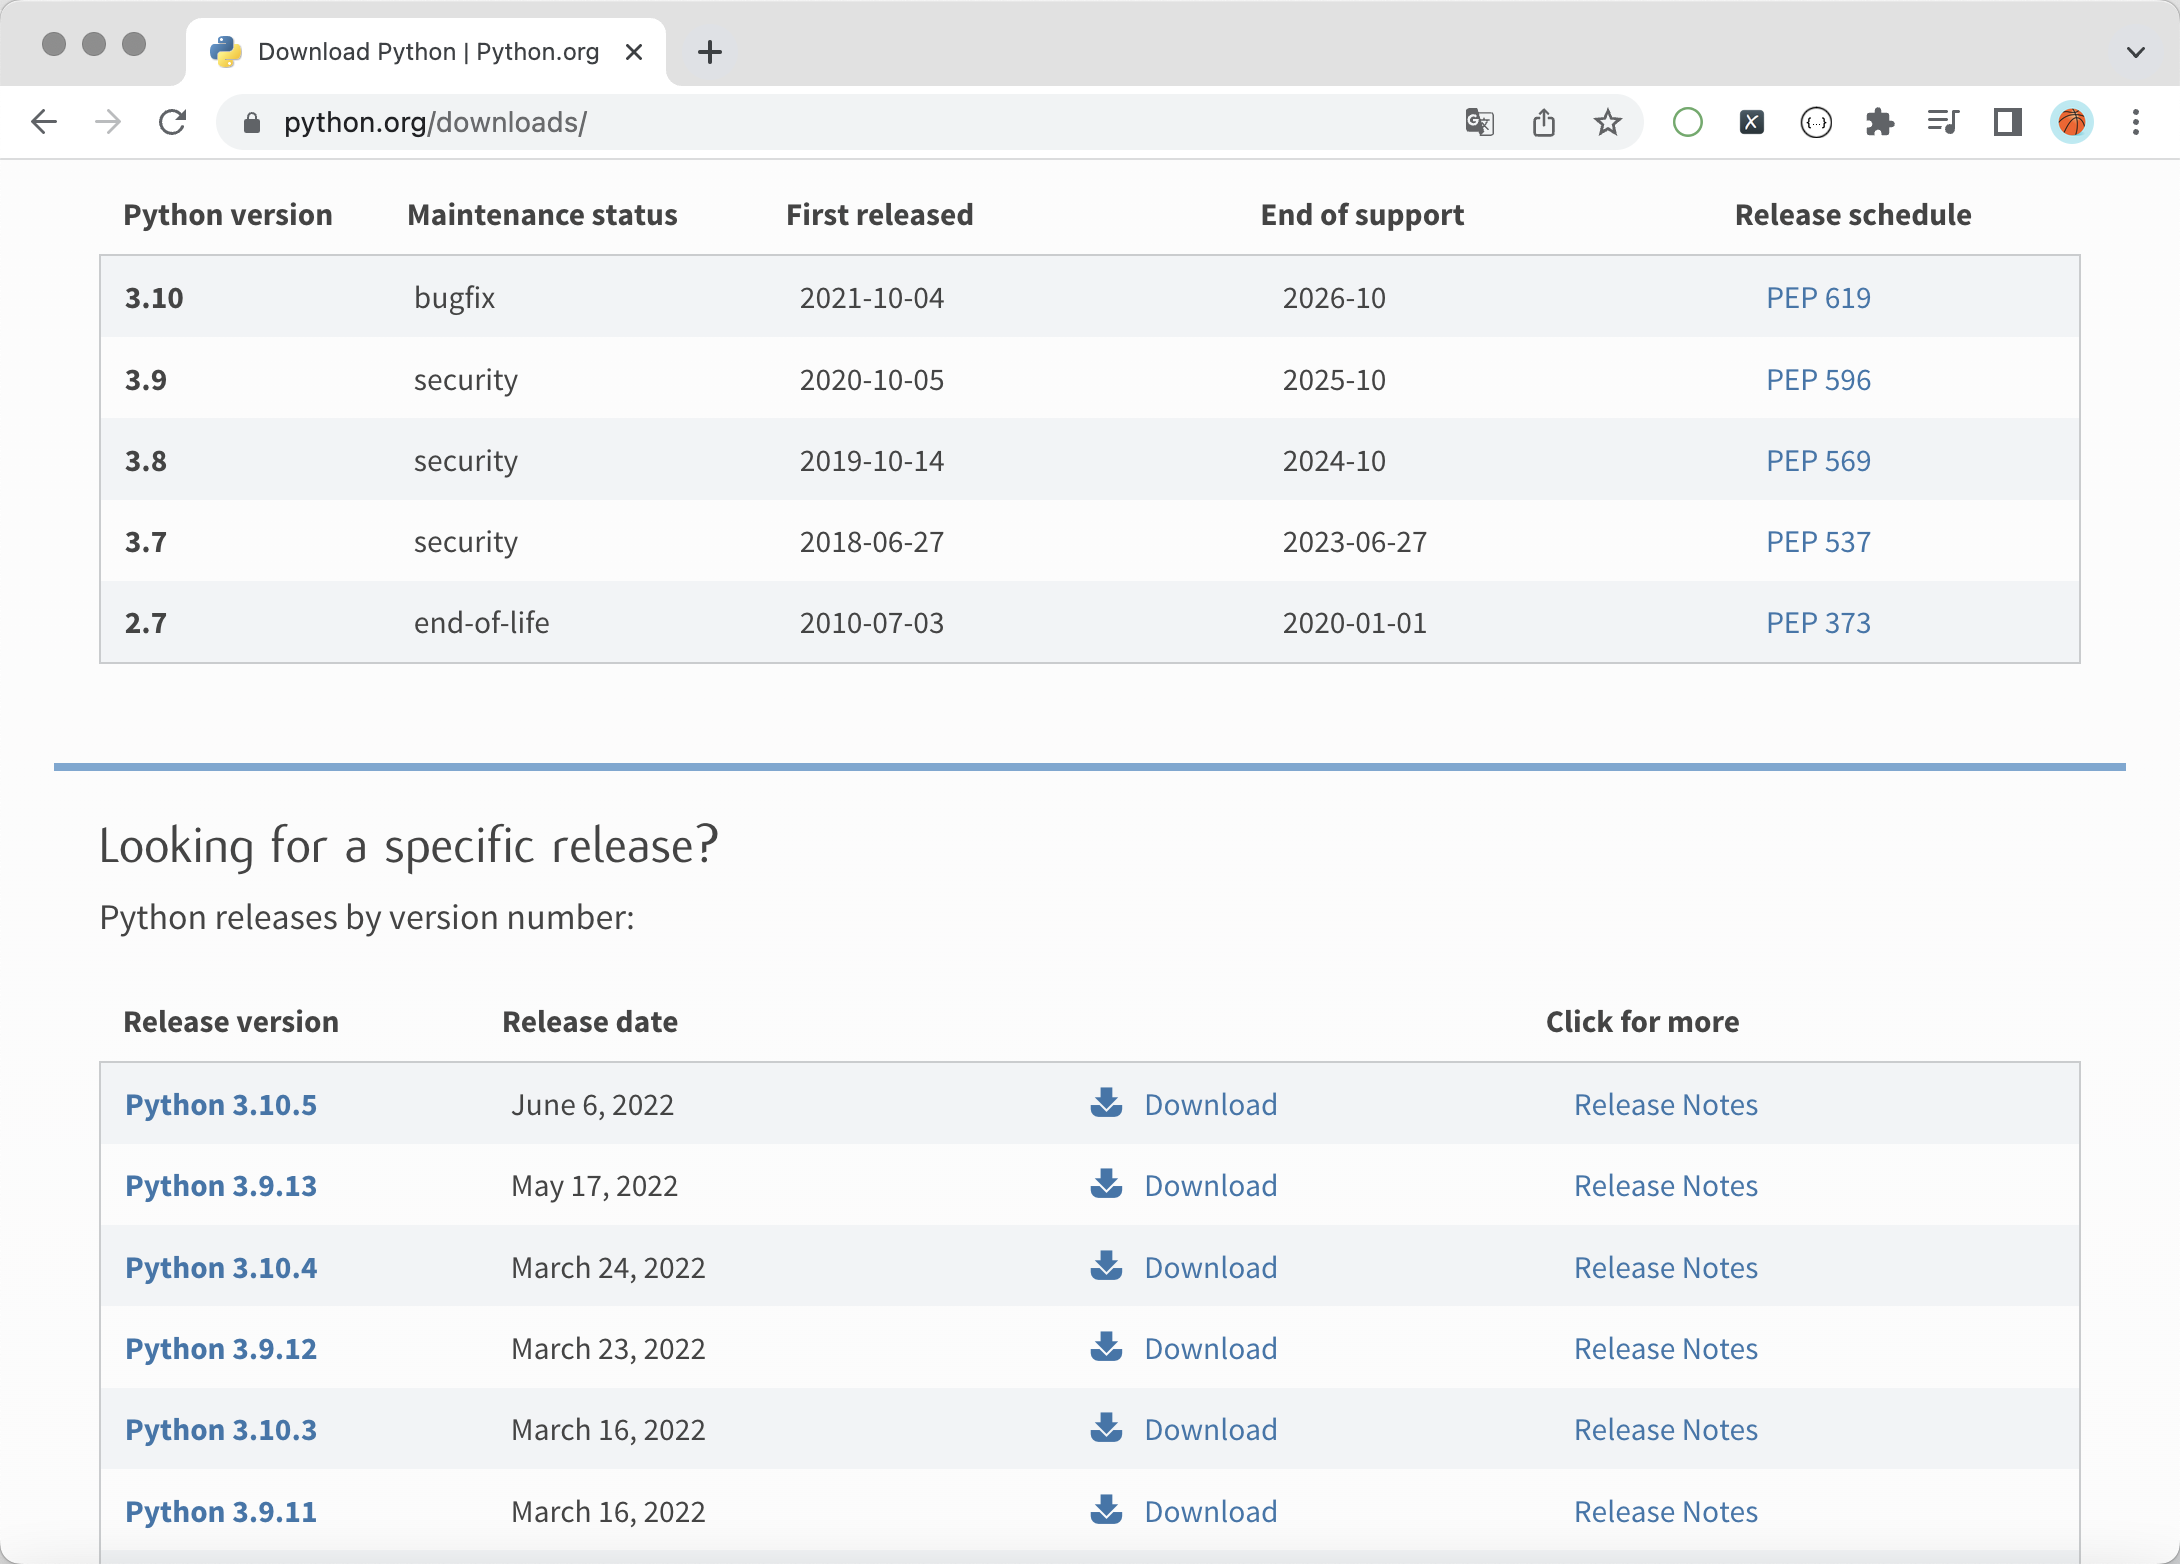 Download Python | Python.org
python.org/downloads/
Python version Maintenance status First released End of support Release schedule
3.10 bugfix 2021-10-04 2026-10 PEP 619
3.9 security 2020-10-05 2025-10 PEP 596
3.8 security 2019-10-14 2024-10 PEP 569
3.7 security 2018-06-27 2023-06-27 PEP 537
2.7 end-of-life 2010-07-03 2020-01-01 PEP 373
Looking for a specific release?
Python releases by version number:
Release version Release date Click for more
Python 3.10.5 June 6, 2022 Download Release Notes
Python 3.9.13 May 17, 2022 Download Release Notes
Python 3.10.4 March 24, 2022 Download Release Notes
Python 3.9.12 March 23, 2022 Download Release Notes
Python 3.10.3 March 16, 2022 Download Release Notes
Python 3.9.11 March 16, 2022 Download Release Notes